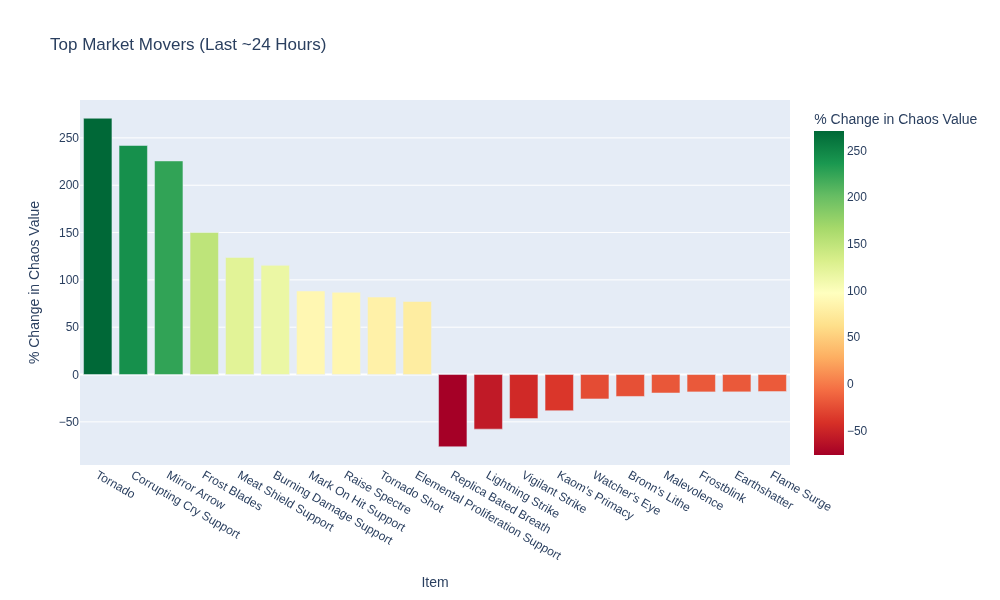 Top Market Movers (Last ~24 Hours)
% Change in Chaos Value
250
200
150
100
50
0
−50
Tornado
Corrupting Cry Support
Mirror Arrow
Frost Blades
Meat Shield Support
Burning Damage Support
Mark On Hit Support
Raise Spectre
Tornado Shot
Elemental Proliferation Support
Replica Bated Breath
Lightning Strike
Vigilant Strike
Kaom's Primacy
Watcher's Eye
Bronn's Lithe
Malevolence
Frostblink
Earthshatter
Flame Surge
Item
% Change in Chaos Value
250
200
150
100
50
0
−50